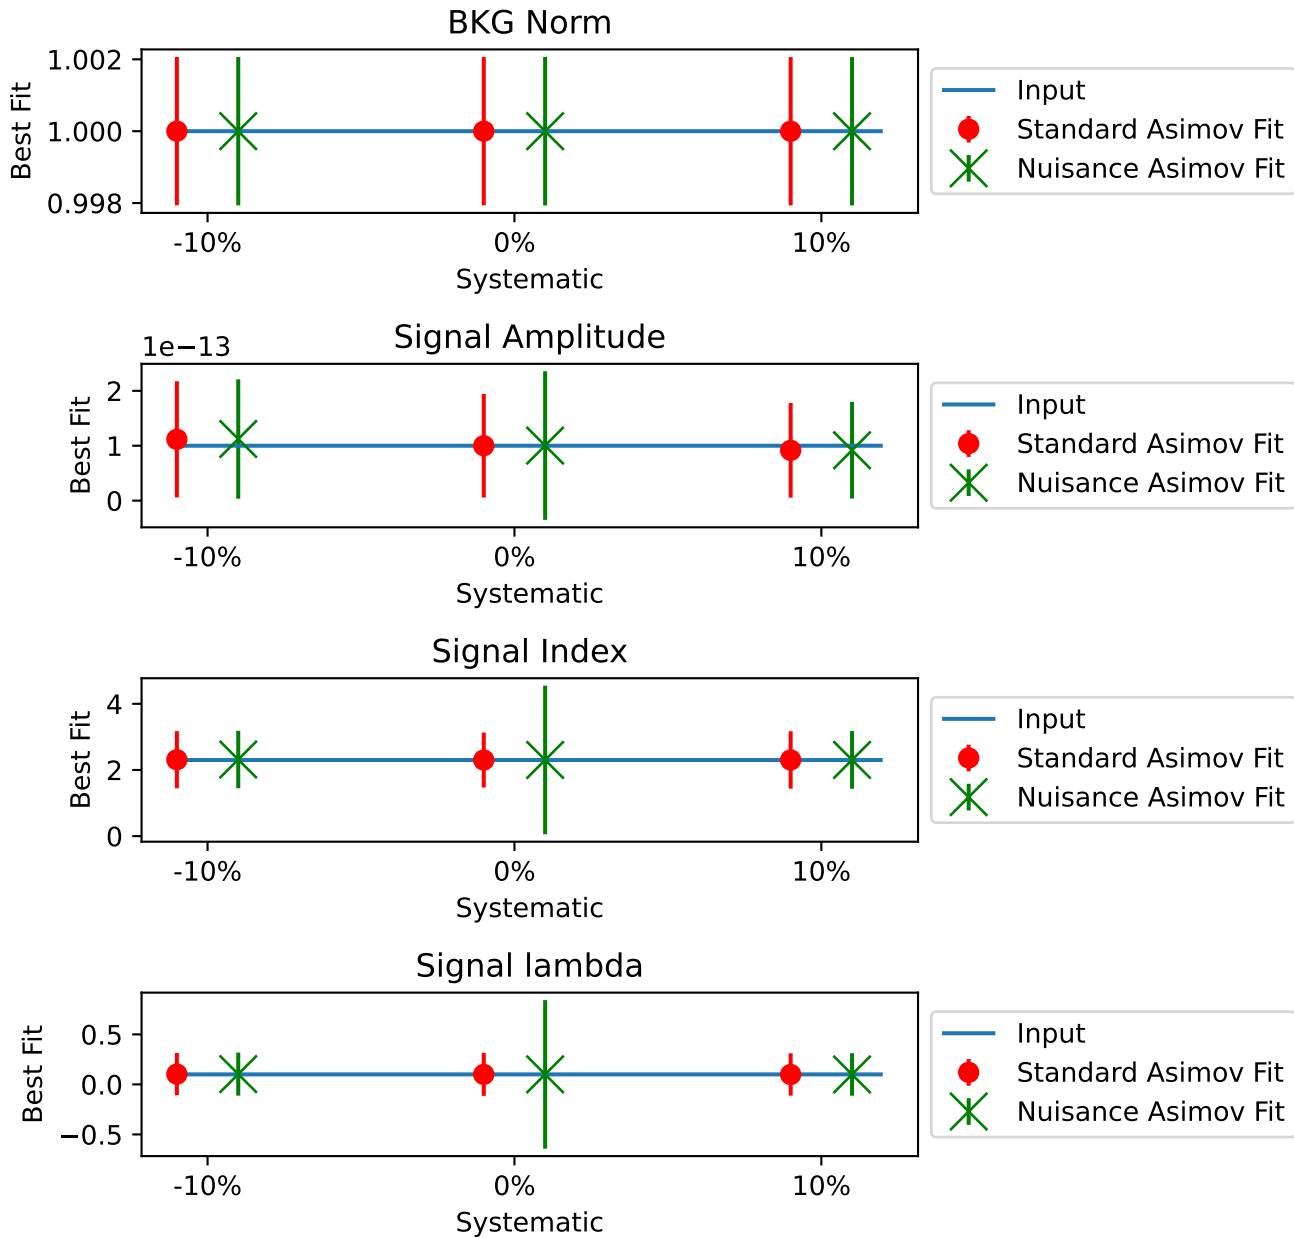 BKG Norm
1.002
1.000
0.998
Best Fit
-10% 0% 10%
Systematic
Input
Standard Asimov Fit
Nuisance Asimov Fit
Signal Amplitude
1e−13
2
1
0
Best Fit
-10% 0% 10%
Systematic
Input
Standard Asimov Fit
Nuisance Asimov Fit
Signal Index
4
2
0
Best Fit
-10% 0% 10%
Systematic
Input
Standard Asimov Fit
Nuisance Asimov Fit
Signal lambda
0.5
0.0
−0.5
Best Fit
-10% 0% 10%
Systematic
Input
Standard Asimov Fit
Nuisance Asimov Fit